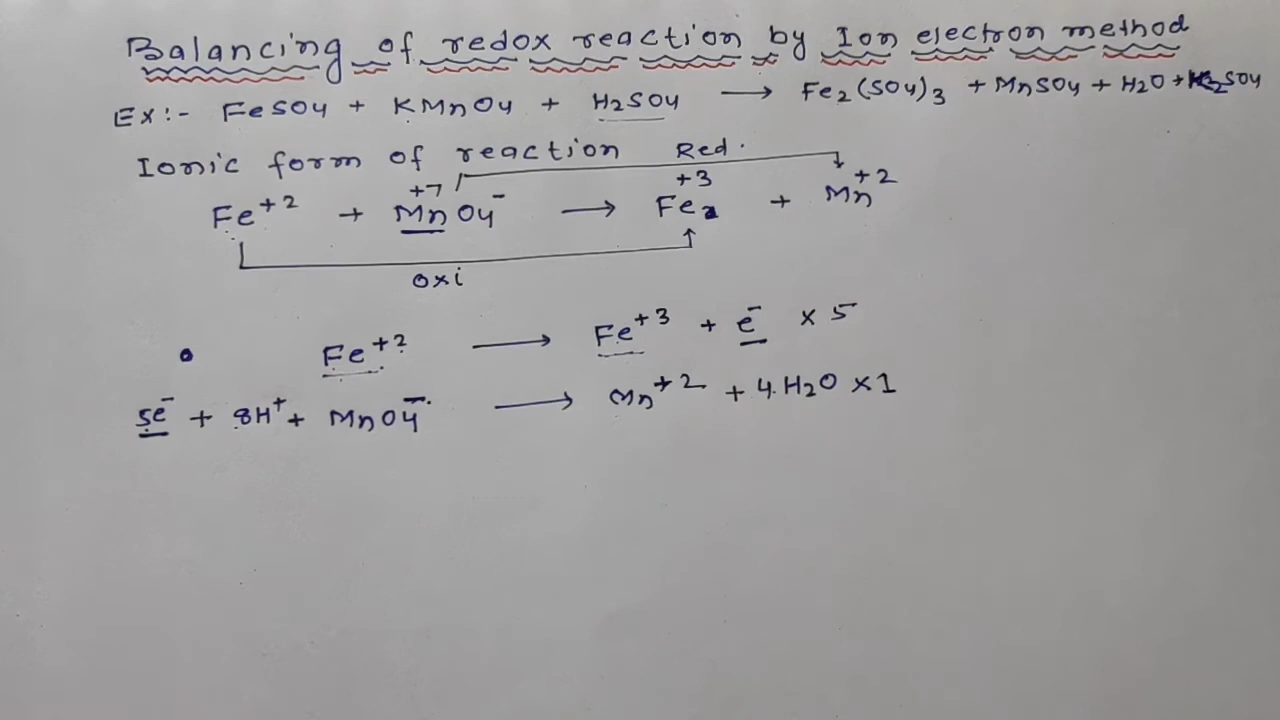 Balancing of redox reaction by Ion electron method
Ex:- FeSO4 + KMnO4 + H2SO4 → Fe2(SO4)3 + MnSO4 + H2O + K2SO4
Ionic form of reaction Red.
+7 +3
Fe+2 + MnO4- → Fe2 + Mn+2
oxi
Fe+2 → Fe+3 + e- × 5
5e- + 8H+ + MnO4- → Mn+2 + 4.H2O × 1